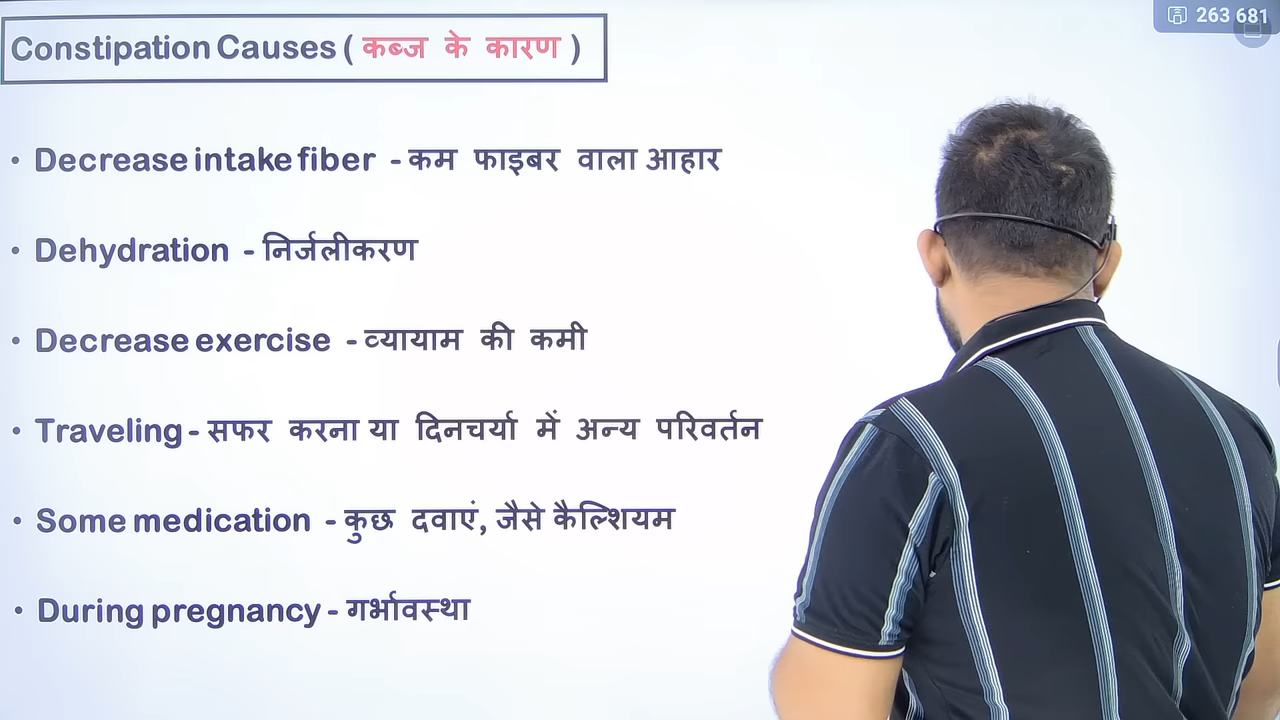 263 681
Constipation Causes ( कब्ज के कारण )
• Decrease intake fiber - कम फाइबर वाला आहार
• Dehydration - निर्जलीकरण
• Decrease exercise - व्यायाम की कमी
• Traveling - सफर करना या दिनचर्या में अन्य परिवर्तन
• Some medication - कुछ दवाएं, जैसे कैल्शियम
• During pregnancy - गर्भावस्था